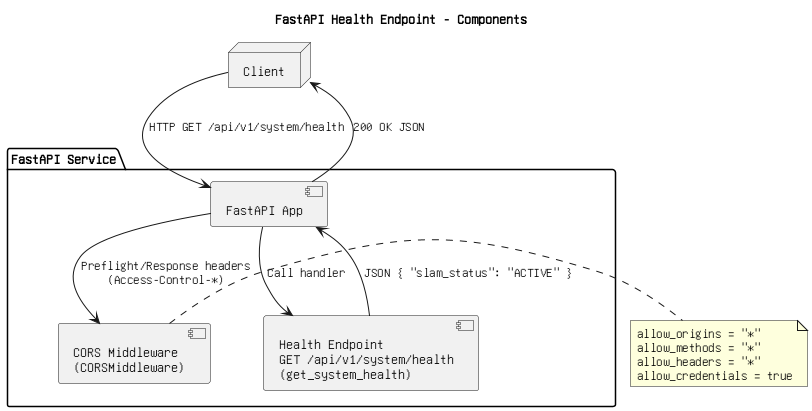 FastAPI Health Endpoint - Components
Client
HTTP GET /api/v1/system/health
200 OK JSON
FastAPI Service
FastAPI App
Preflight/Response headers
(Access-Control-*)
Call handler
JSON { "slam_status": "ACTIVE" }
CORS Middleware
(CORSMiddleware)
Health Endpoint
GET /api/v1/system/health
(get_system_health)
allow_origins = "*"
allow_methods = "*"
allow_headers = "*"
allow_credentials = true